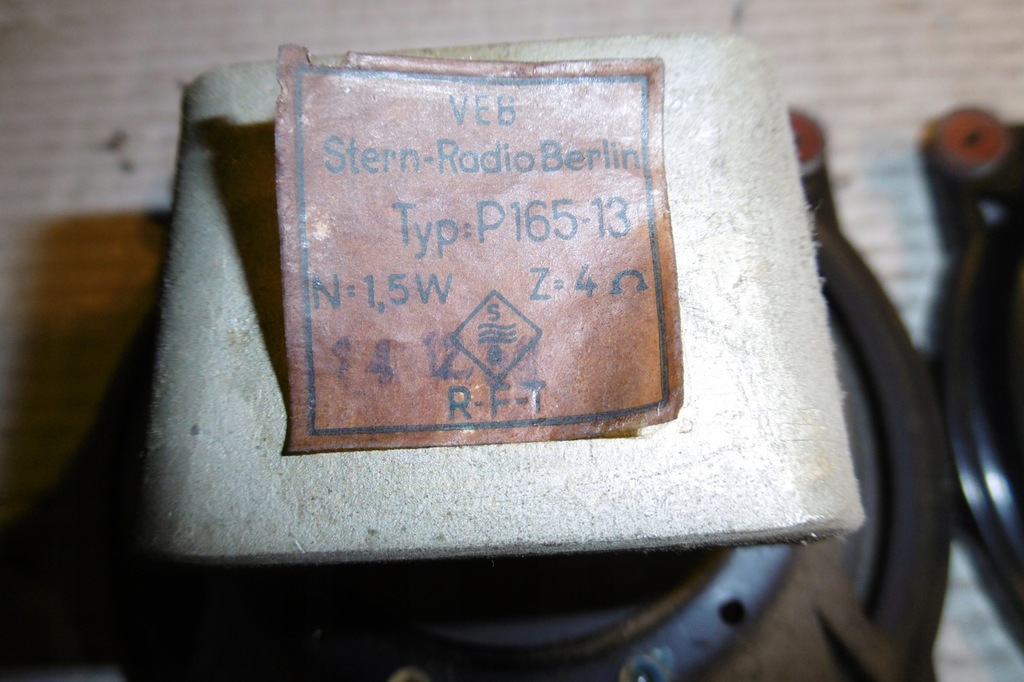 VEB
Stern-Radio Berlin
Typ: P165-13
N=1,5W Z=4 Ω
S
R-F-T